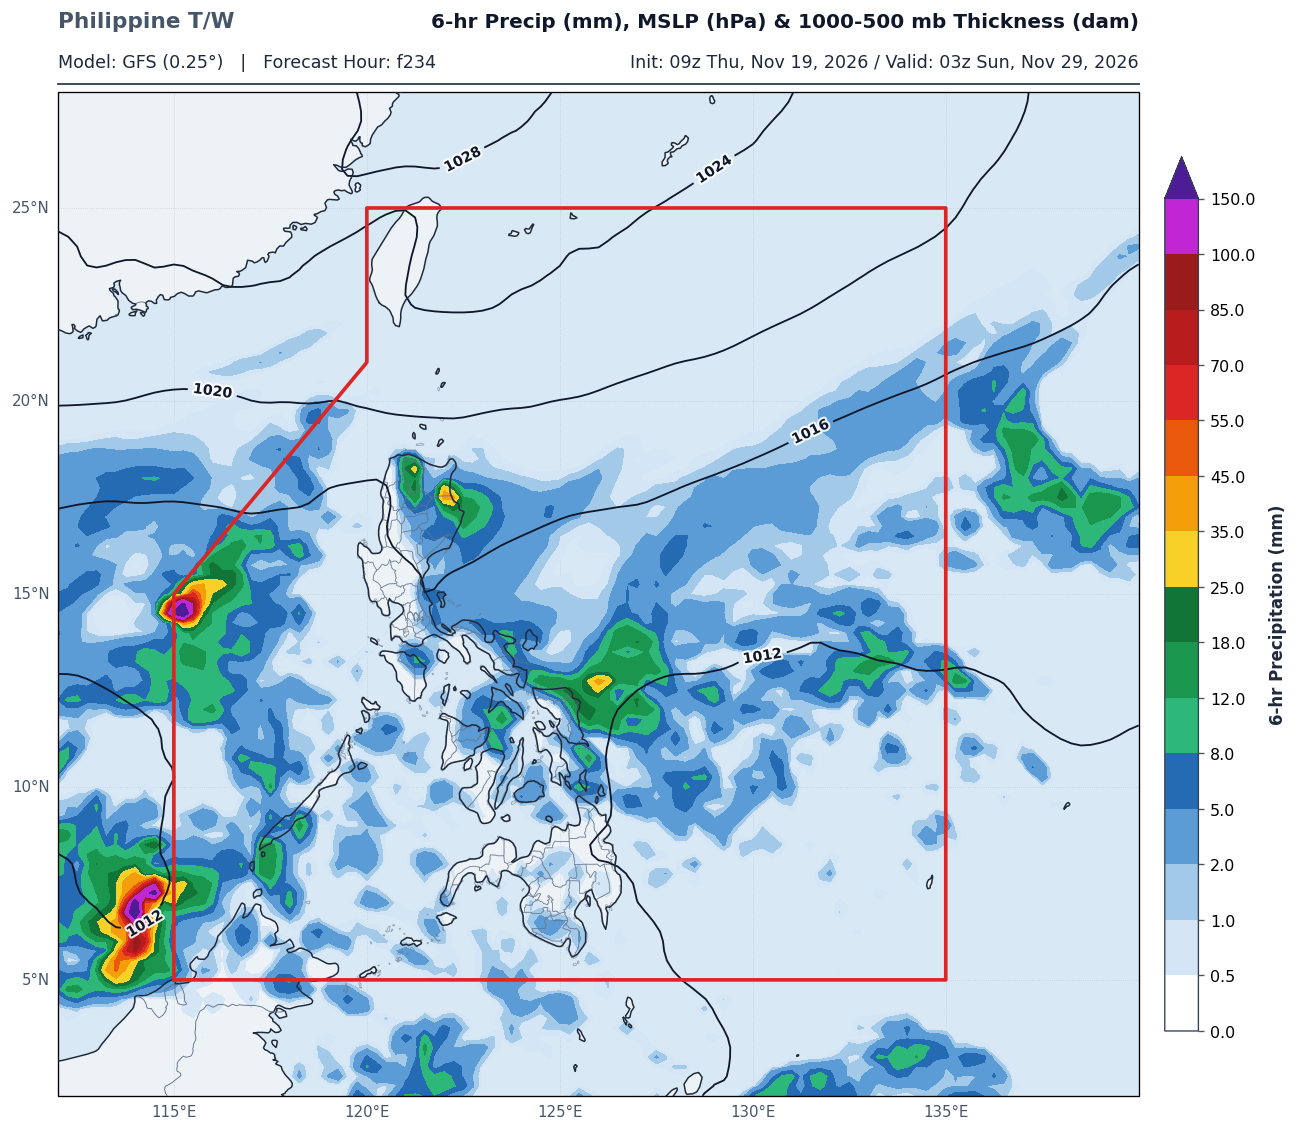 Philippine T/W
6-hr Precip (mm), MSLP (hPa) & 1000-500 mb Thickness (dam)
Model: GFS (0.25°) | Forecast Hour: f234
Init: 09z Thu, Nov 19, 2026 / Valid: 03z Sun, Nov 29, 2026
1028
1024
1020
1016
1012
1012
25°N
20°N
15°N
10°N
5°N
115°E
120°E
125°E
130°E
135°E
150.0
100.0
85.0
70.0
55.0
45.0
35.0
25.0
18.0
12.0
8.0
5.0
2.0
1.0
0.5
0.0
6-hr Precipitation (mm)